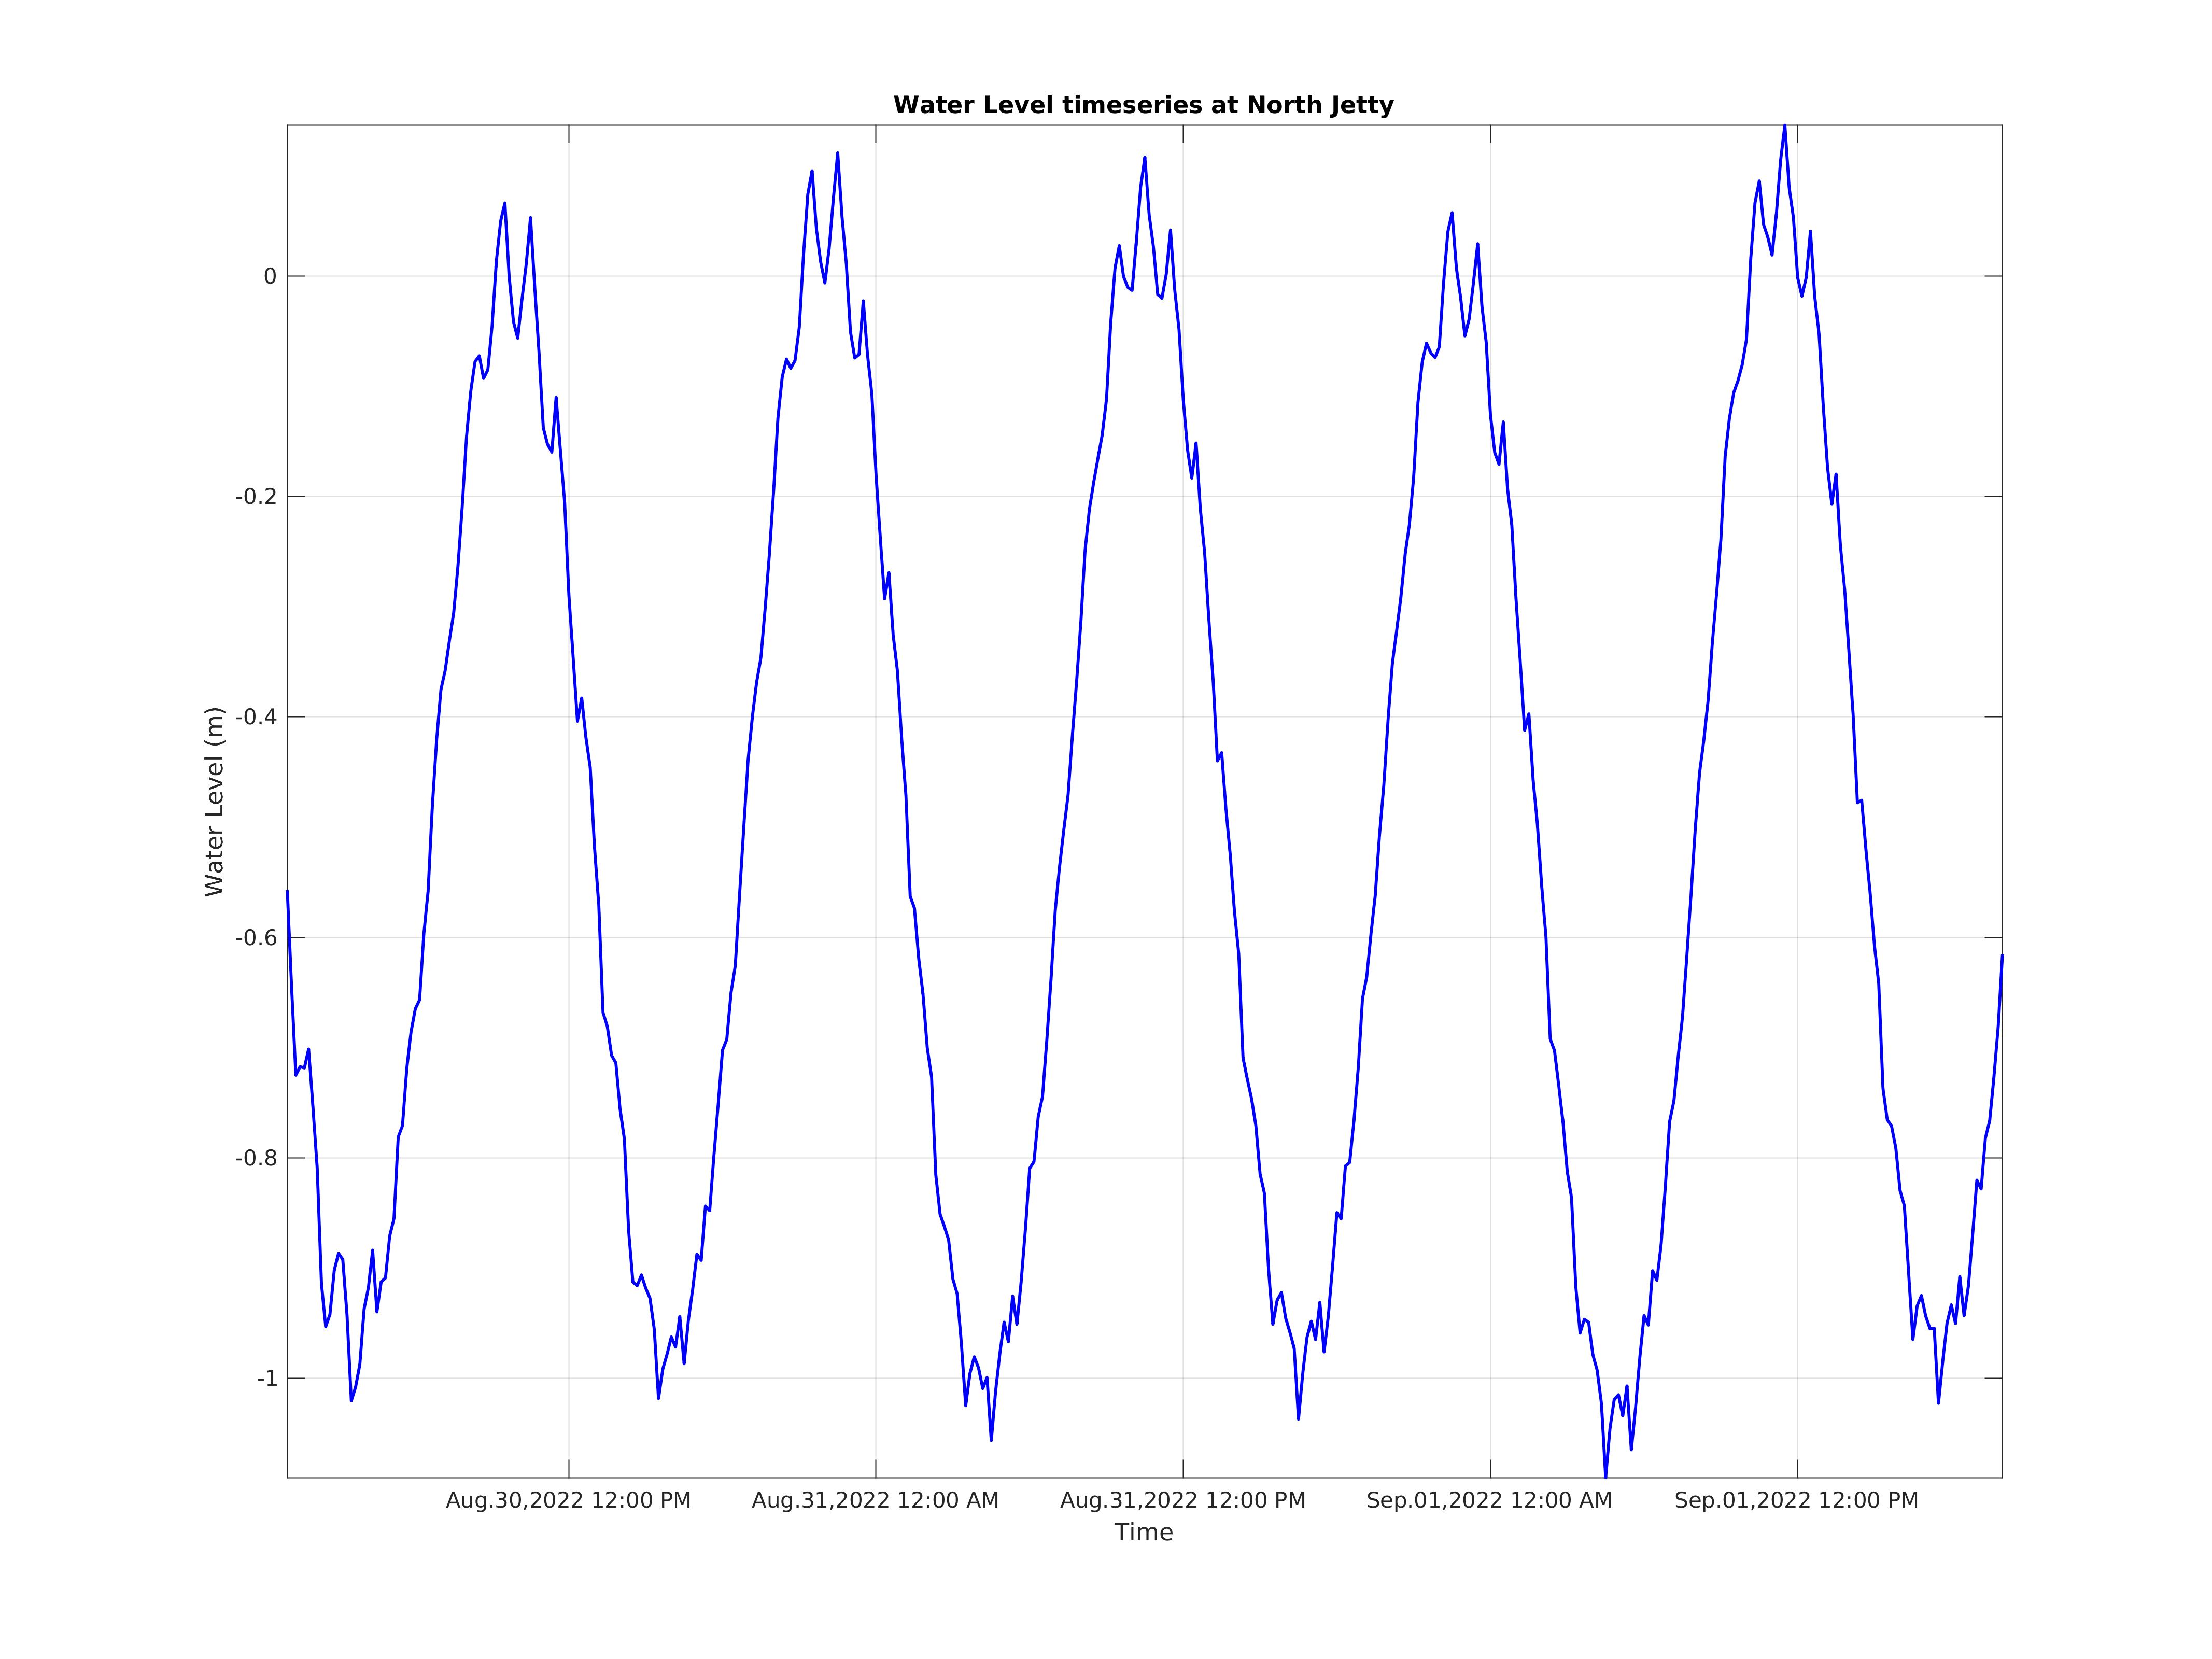 Water Level timeseries at North Jetty
0
-0.2
-0.4
-0.6
-0.8
-1
Water Level (m)
Aug.30,2022 12:00 PM
Aug.31,2022 12:00 AM
Aug.31,2022 12:00 PM
Sep.01,2022 12:00 AM
Sep.01,2022 12:00 PM
Time